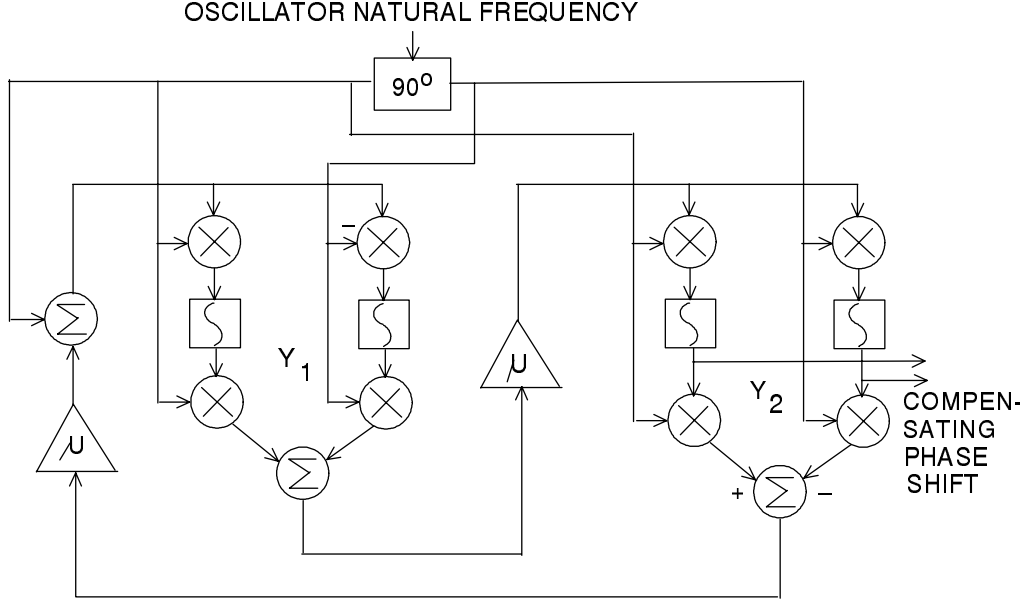 OSCILLATOR NATURAL FREQUENCY
90°
−
Σ
Y1
μ
Y2
COMPEN-
SATING
PHASE
SHIFT
μ
Σ
+ Σ −